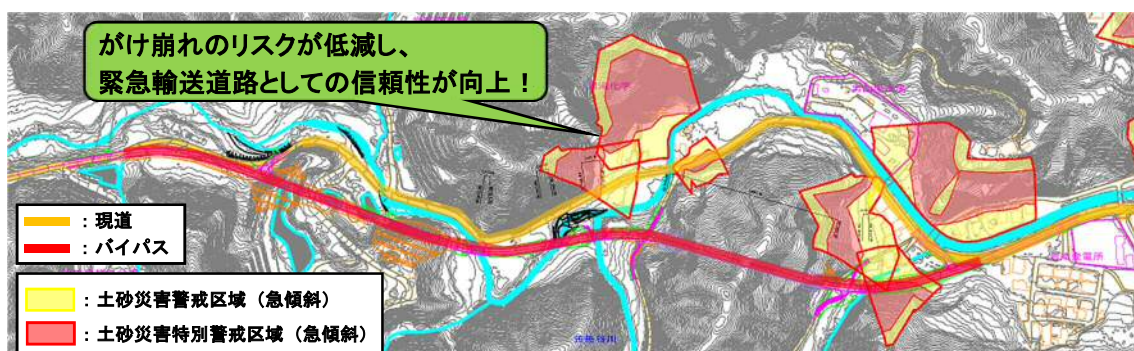 がけ崩れのリスクが低減し、
緊急輸送道路としての信頼性が向上！
：現道
：バイパス
：土砂災害警戒区域（急傾斜）
：土砂災害特別警戒区域（急傾斜）